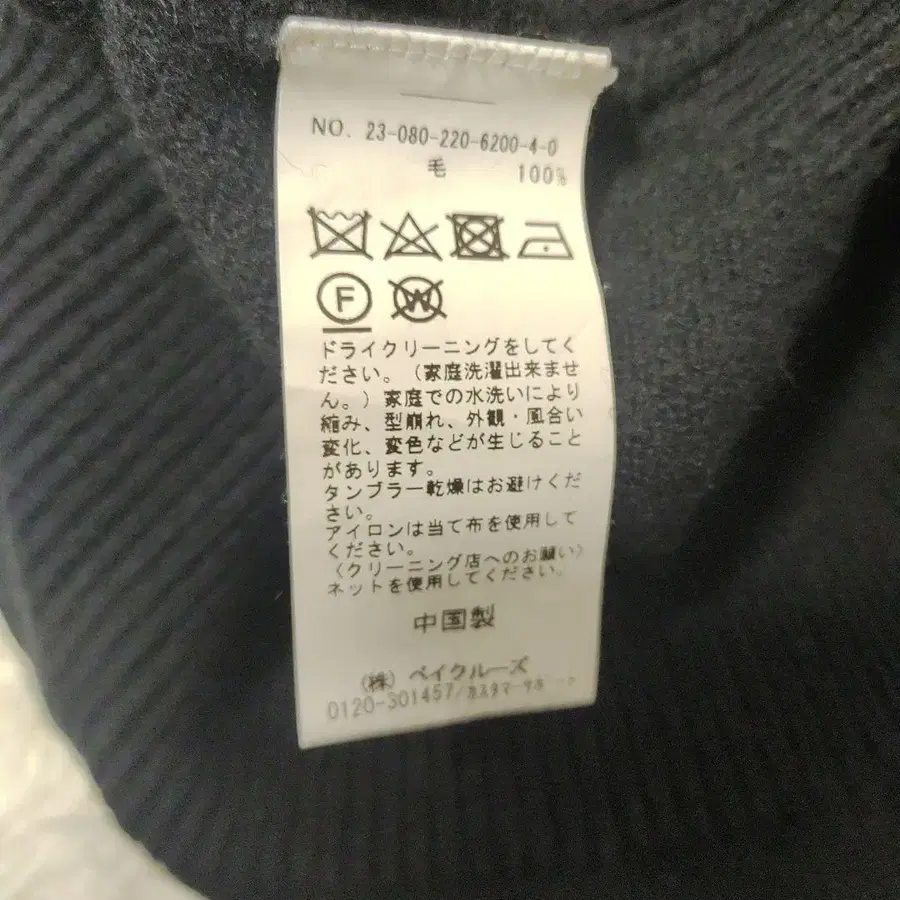 NO. 23-080-220-6200-4-0
毛 100%
F W
ドライクリーニングをしてく
ださい。（家庭洗濯出来ませ
ん。）家庭での水洗いにより
縮み、型崩れ、外観・風合い
変化、変色などが生じること
があります。
タンブラー乾燥はお避けくだ
さい。
アイロンは当て布を使用して
ください。
〈クリーニング店へのお願い〉
ネットを使用してください。
中国製
（株）ベイクルーズ
0120-301457/カスタマーサポ